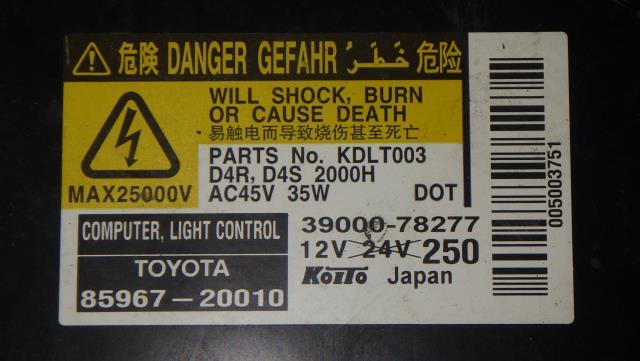 危険 DANGER GEFAHR خَطَرُ 危险
WILL SHOCK, BURN
OR CAUSE DEATH
易触电而导致烧伤甚至死亡
MAX25000V
PARTS No. KDLT003
D4R, D4S 2000H
AC45V 35W DOT
COMPUTER, LIGHT CONTROL
TOYOTA
85967-20010
39000-78277
12V 24V 250
KOITO Japan
005003751